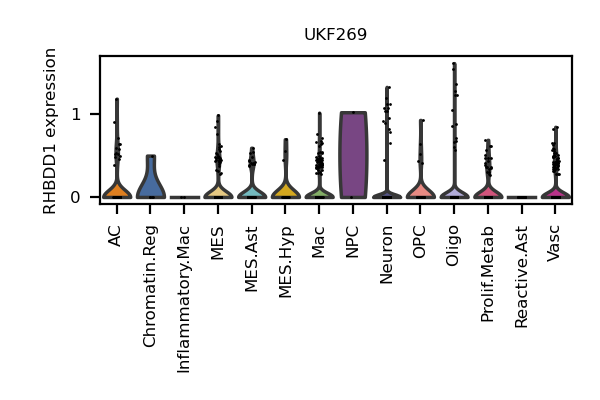 UKF269
RHBDD1 expression
1
0
AC
Chromatin.Reg
Inflammatory.Mac
MES
MES.Ast
MES.Hyp
Mac
NPC
Neuron
OPC
Oligo
Prolif.Metab
Reactive.Ast
Vasc